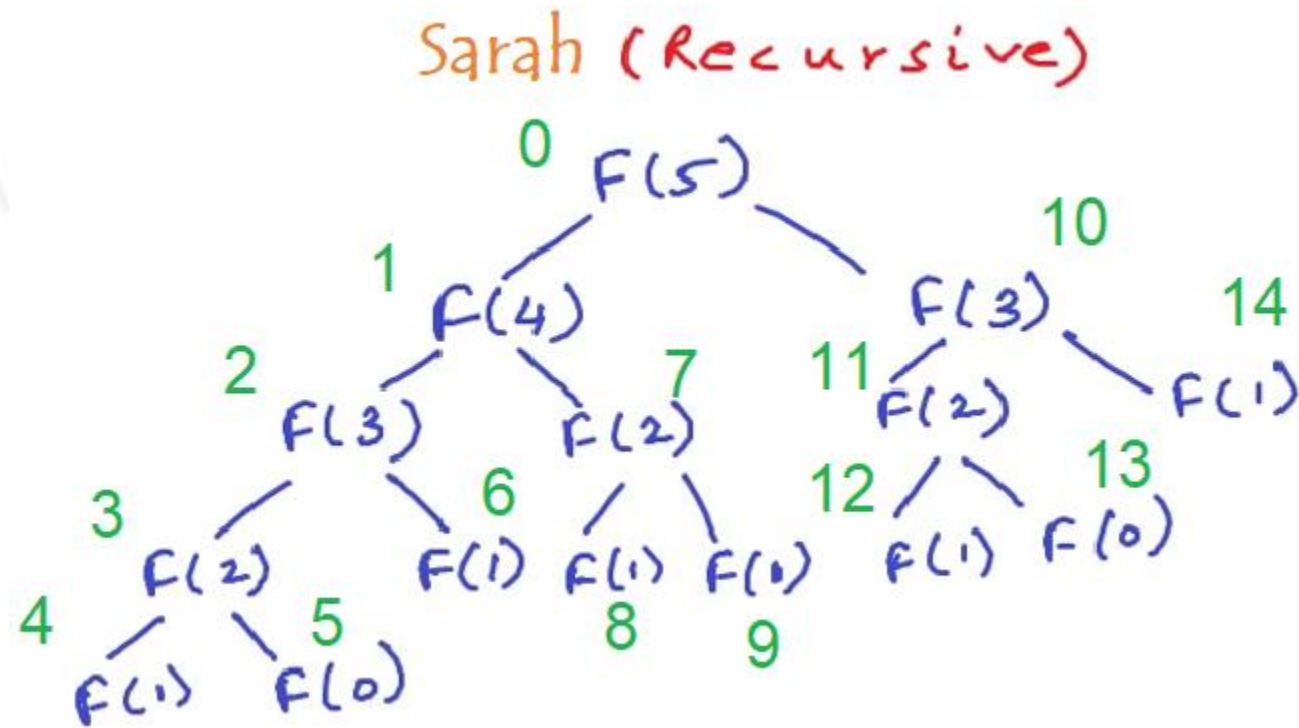 Sarah (Recursive)
0
F(5)
10
1
F(4)
F(3)
14
2
7
11
F(3)
F(2)
F(2)
F(1)
3
6
12
13
F(2)
F(1)
F(1)
F(1)
F(0)
4
5
8
9
F(1)
F(0)